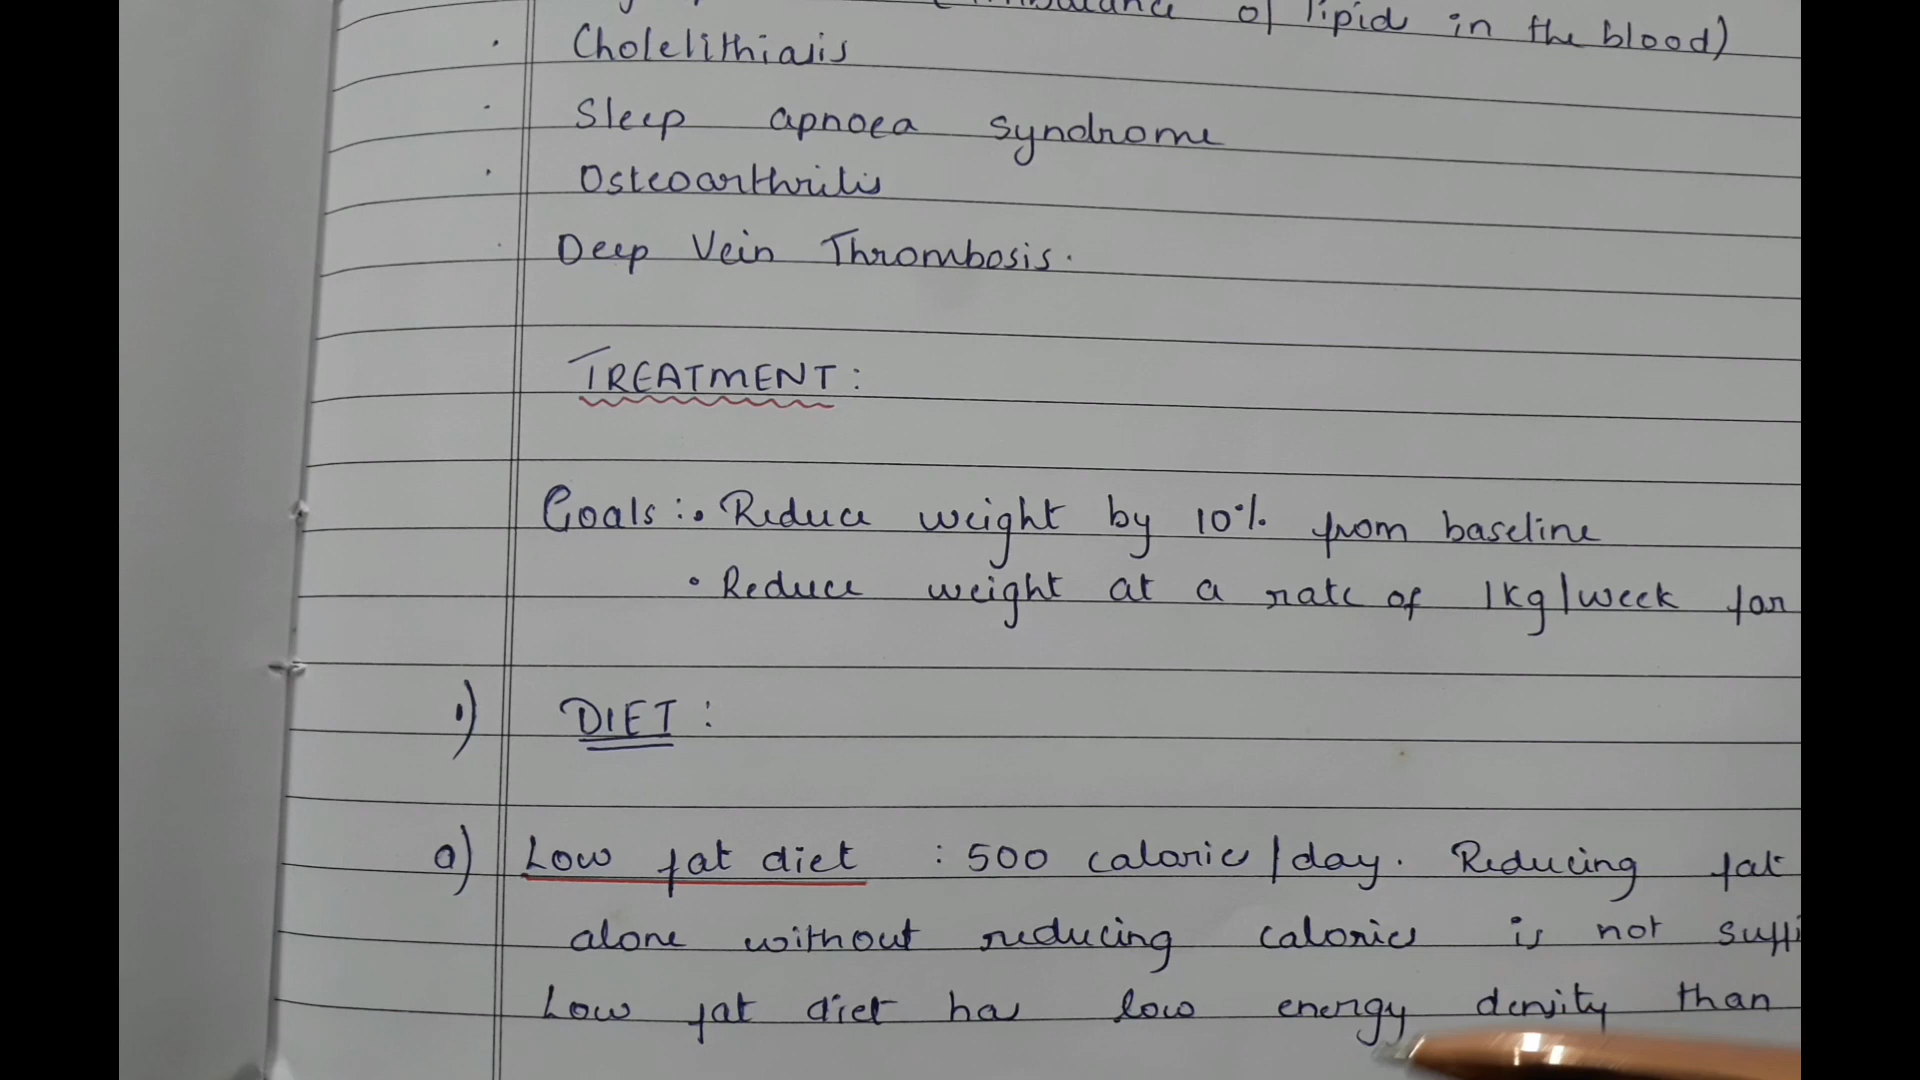 of lipid in the blood)
· Cholelithiasis
· Sleep apnoea syndrome
· Osteoarthritis
· Deep Vein Thrombosis.
TREATMENT:
Goals:• Reduce weight by 10% from baseline
• Reduce weight at a rate of 1kg/week for
1) DIET:
a) Low fat diet : 500 calorie/day. Reducing fat
alone without reducing calories is not suffi
Low fat diet has low energy density than